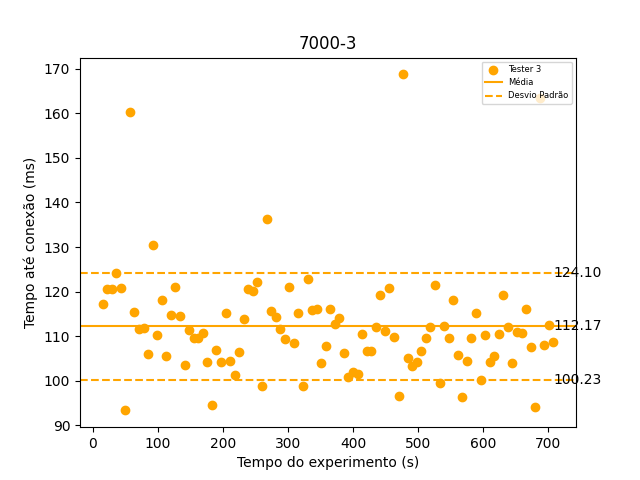 7000-3
Tempo até conexão (ms)
170
160
150
140
130
120
110
100
90
Tester 3
Média
Desvio Padrão
124.10
112.17
100.23
0 100 200 300 400 500 600 700
Tempo do experimento (s)